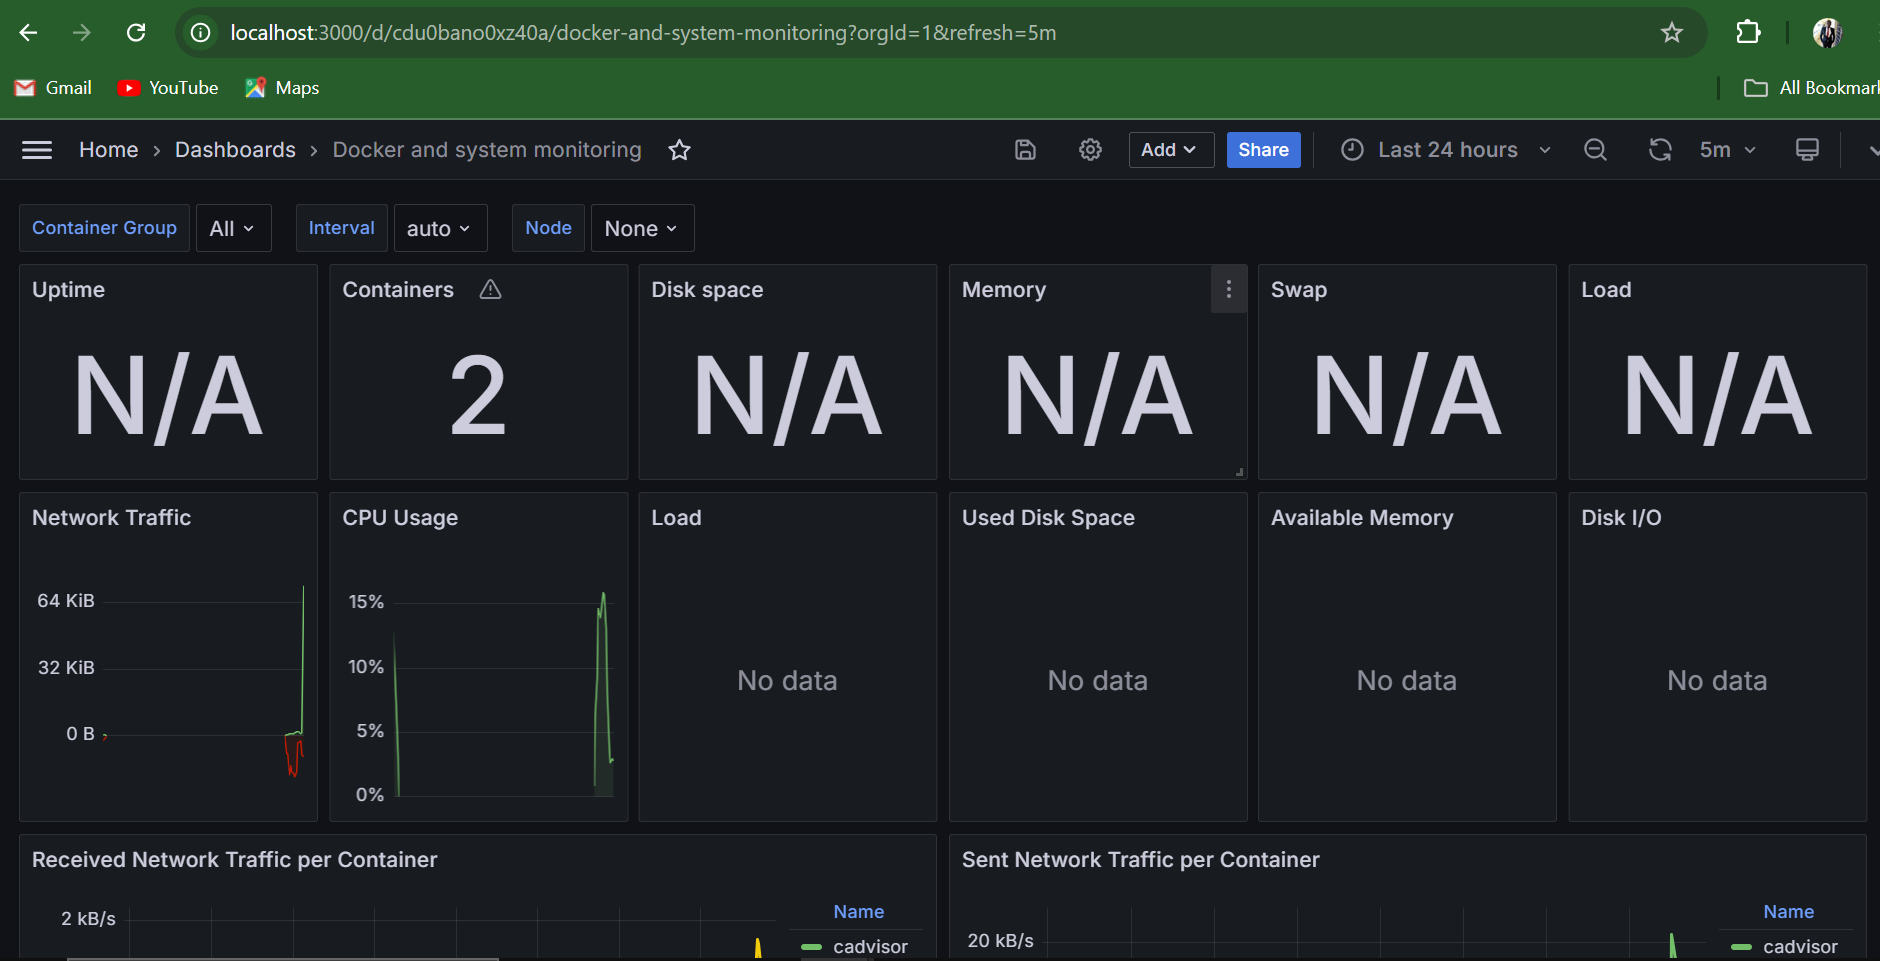 localhost:3000/d/cdu0bano0xz40a/docker-and-system-monitoring?orgId=1&refresh=5m
Gmail YouTube Maps All Bookmar
Home › Dashboards › Docker and system monitoring Add Share Last 24 hours 5m
Container Group All Interval auto Node None
Uptime Containers Disk space Memory Swap Load
N/A 2 N/A N/A N/A N/A
Network Traffic CPU Usage Load Used Disk Space Available Memory Disk I/O
64 KiB
32 KiB
0 B
15%
10%
5%
0%
No data No data No data No data
Received Network Traffic per Container
2 kB/s
Name
cadvisor
Sent Network Traffic per Container
20 kB/s
Name
cadvisor